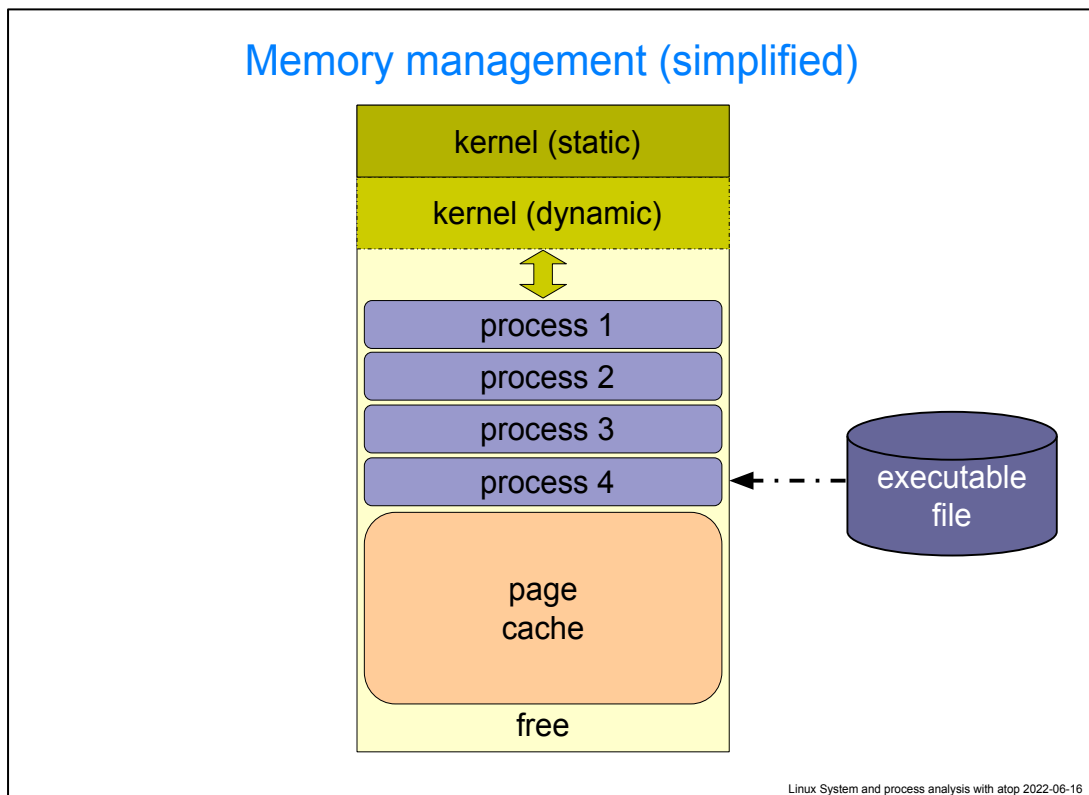 Memory management (simplified)
kernel (static)
kernel (dynamic)
process 1
process 2
process 3
process 4
executable
file
page
cache
free
Linux System and process analysis with atop 2022-06-16